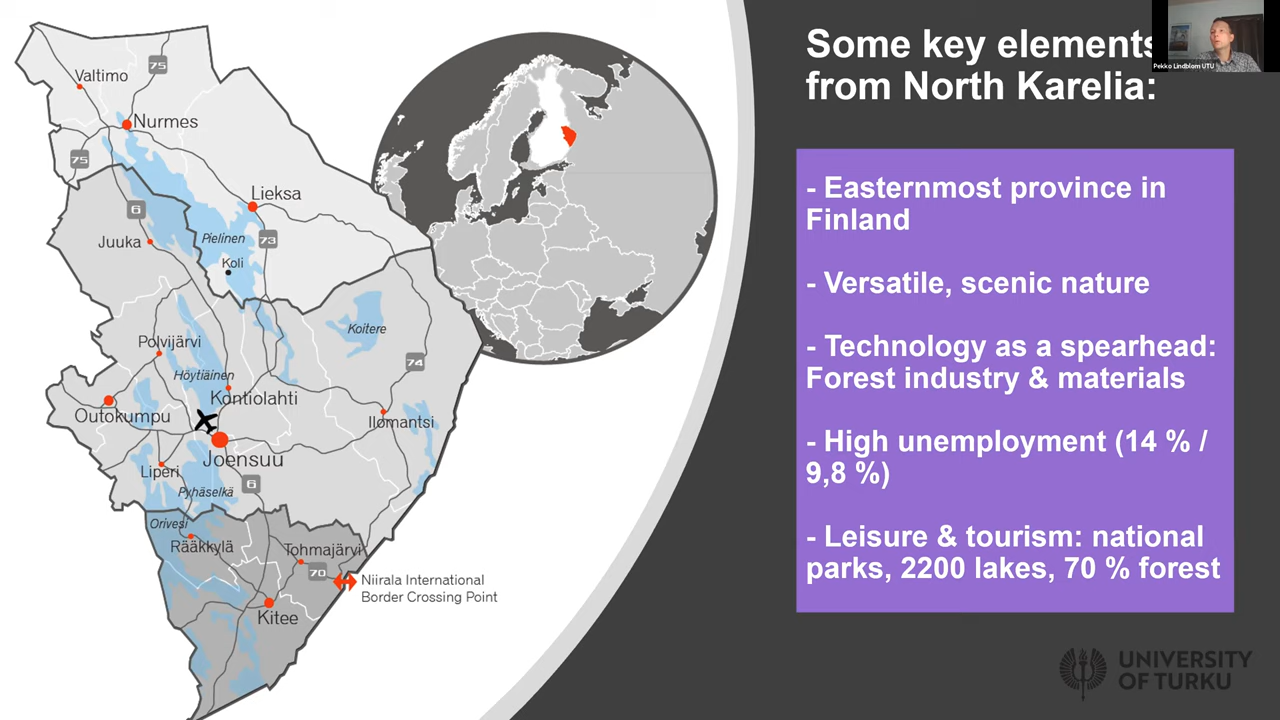 Some key elements
from North Karelia:
Pekko Lindblom UTU
- Easternmost province in
Finland
- Versatile, scenic nature
- Technology as a spearhead:
Forest industry & materials
- High unemployment (14 % /
9,8 %)
- Leisure & tourism: national
parks, 2200 lakes, 70 % forest
UNIVERSITY
OF TURKU
75
Valtimo
Nurmes
75
Lieksa
6
Juuka
Pielinen
73
Koli
Koitere
Polvijärvi
74
Höytiäinen
Kontiolahti
Outokumpu
Ilomantsi
Joensuu
Liperi
6
Pyhäselkä
Orivesi
Rääkkylä
Tohmajärvi
70
Niirala International
Border Crossing Point
Kitee